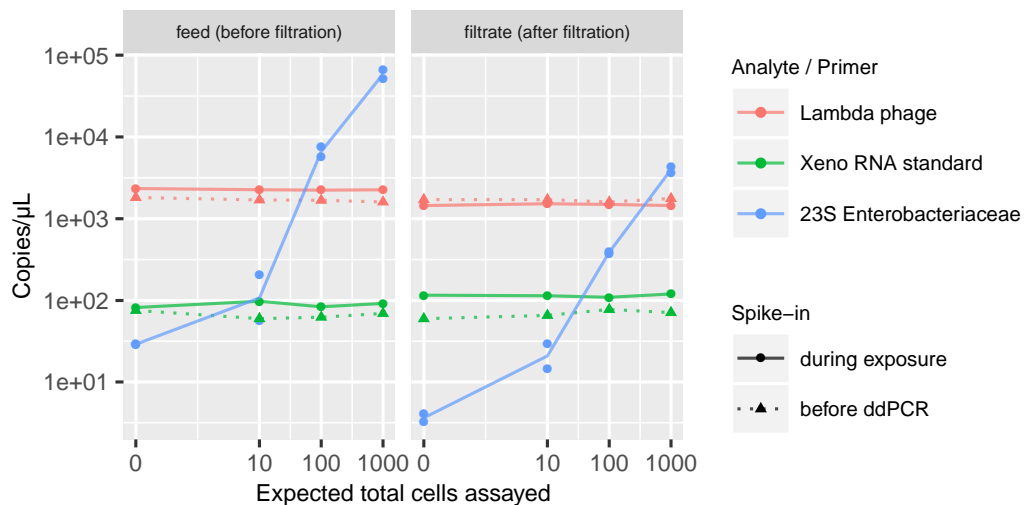 feed (before filtration)
filtrate (after filtration)
1e+05
1e+04
1e+03
1e+02
1e+01
Copies/µL
0
10
100
1000
0
10
100
1000
Expected total cells assayed
Analyte / Primer
Lambda phage
Xeno RNA standard
23S Enterobacteriaceae
Spike−in
during exposure
before ddPCR